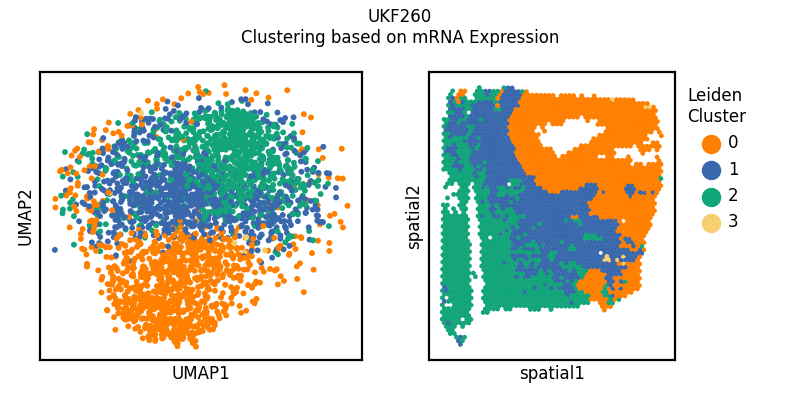 UKF260
Clustering based on mRNA Expression
UMAP2
UMAP1
spatial2
spatial1
Leiden
Cluster
0
1
2
3